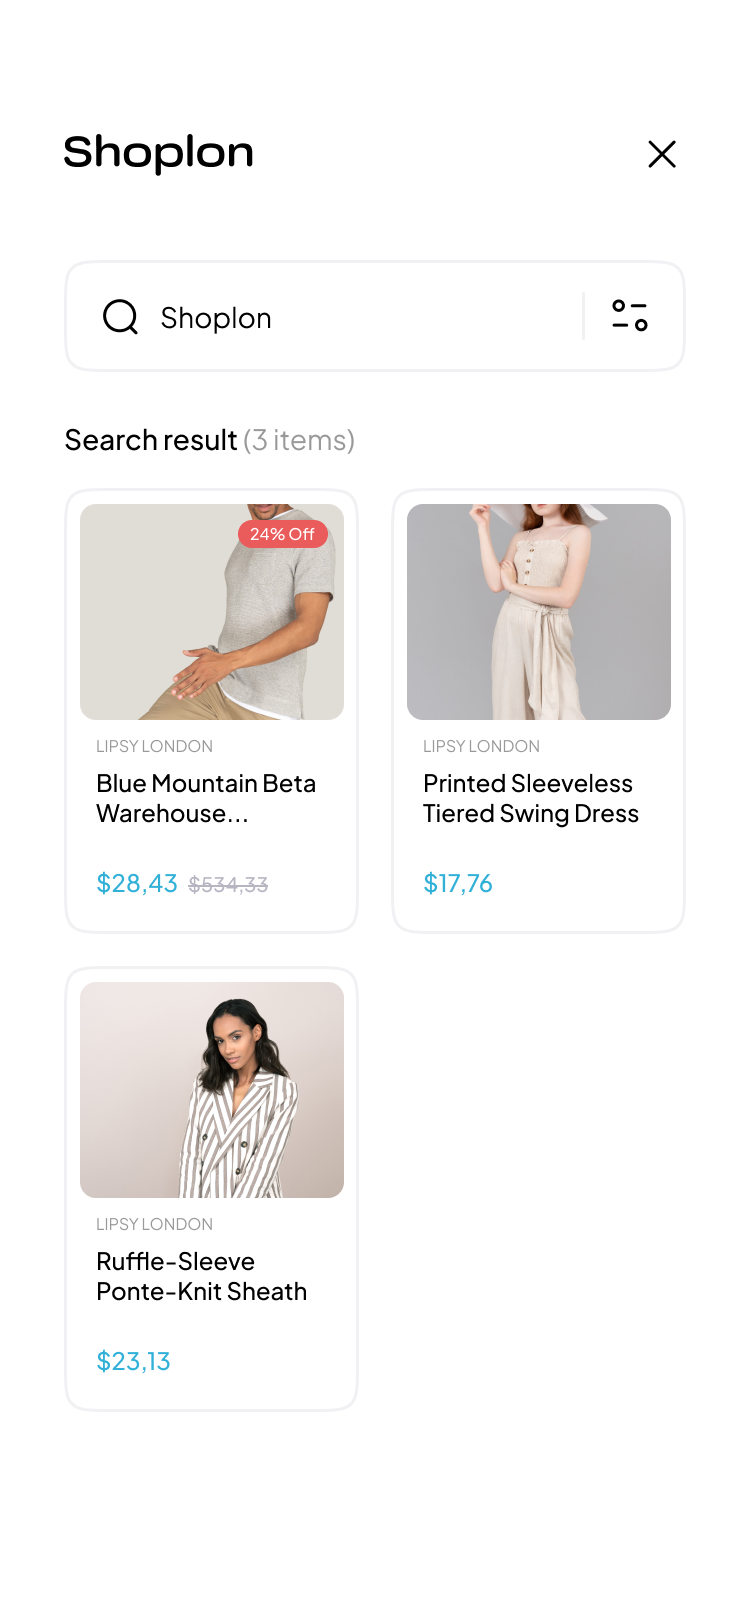 Shoplon
Shoplon
Search result (3 items)
24% Off
LIPSY LONDON
Blue Mountain Beta
Warehouse...
$28,43 $534,33
LIPSY LONDON
Printed Sleeveless
Tiered Swing Dress
$17,76
LIPSY LONDON
Ruffle-Sleeve
Ponte-Knit Sheath
$23,13